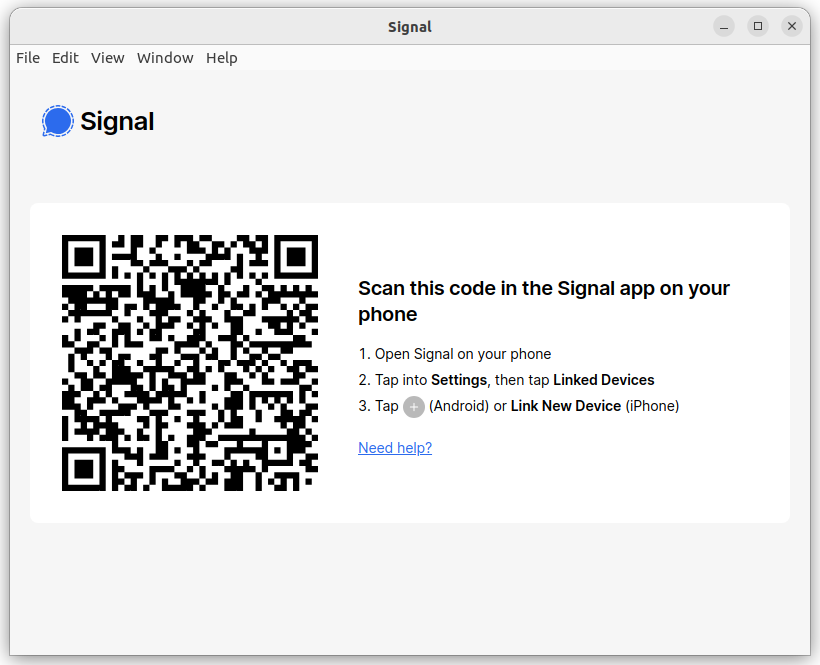 Signal
File Edit View Window Help
Signal
Scan this code in the Signal app on your
phone
1. Open Signal on your phone
2. Tap into Settings, then tap Linked Devices
3. Tap + (Android) or Link New Device (iPhone)
Need help?